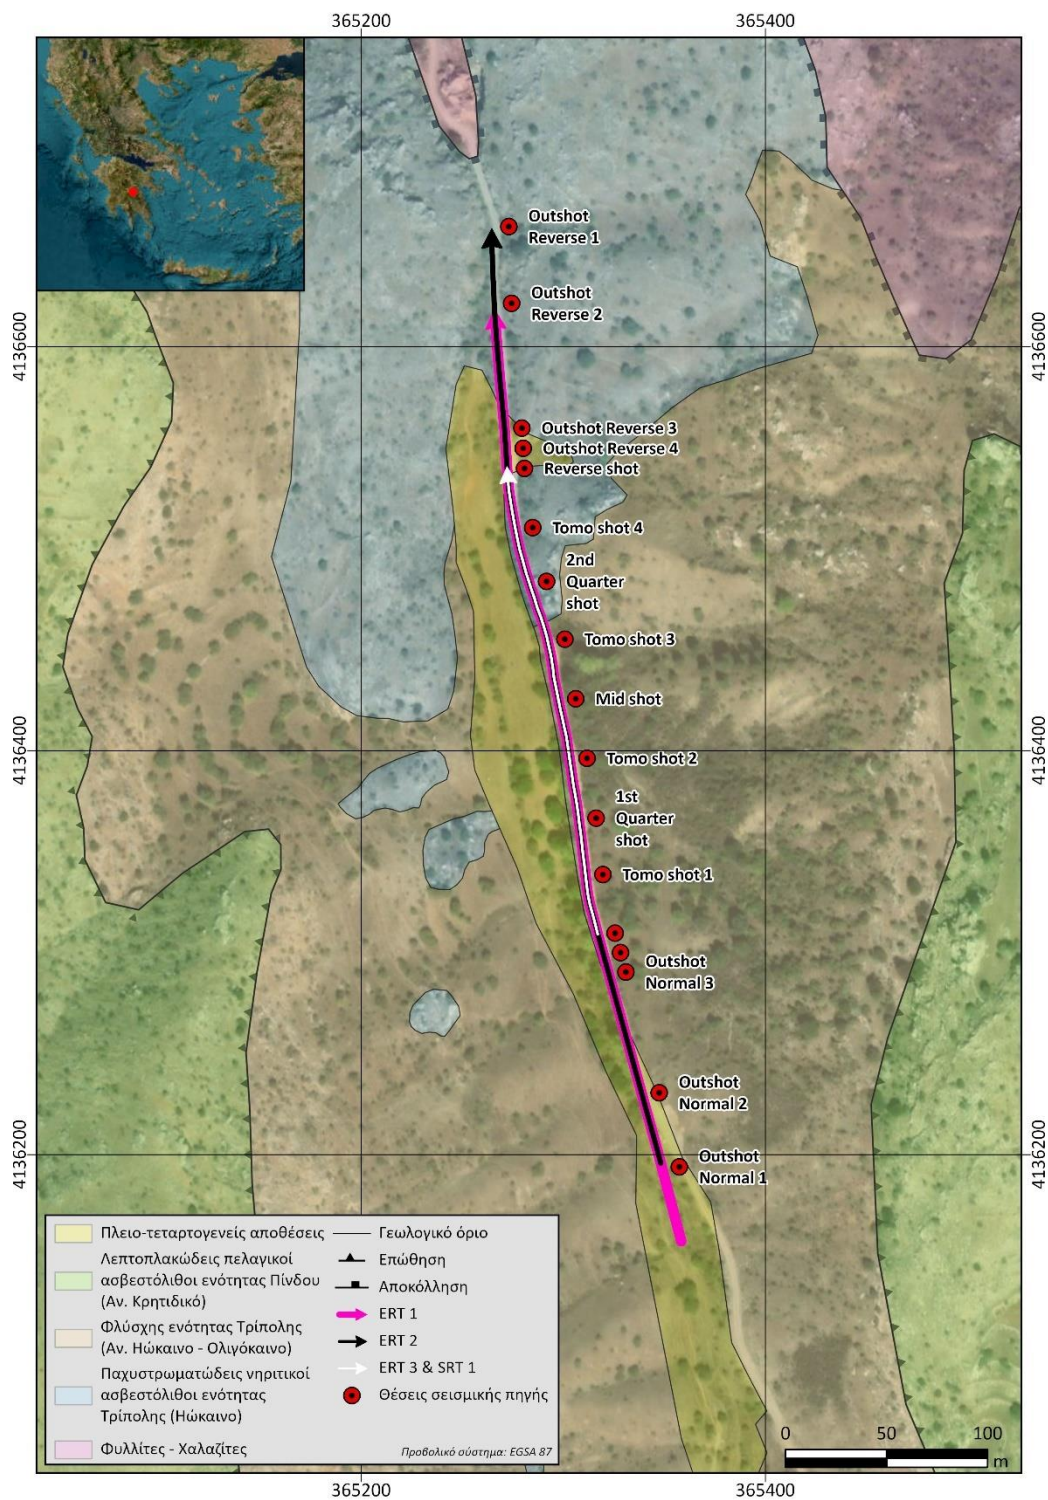 365200
365400
Outshot
Reverse 1
Outshot
Reverse 2
4136600
4136600
Outshot Reverse 3
Outshot Reverse 4
Reverse shot
Tomo shot 4
2nd
Quarter
shot
Tomo shot 3
Mid shot
4136400
4136400
Tomo shot 2
1st
Quarter
shot
Tomo shot 1
Outshot
Normal 3
Outshot
Normal 2
4136200
4136200
Outshot
Normal 1
Πλειο-τεταρτογενείς αποθέσεις
Λεπτοπλακώδεις πελαγικοί
ασβεστόλιθοι ενότητας Πίνδου
(Αν. Κρητιδικό)
Φλύσχης ενότητας Τρίπολης
(Αν. Ηώκαινο - Ολιγόκαινο)
Παχυστρωματώδεις νηριτικοί
ασβεστόλιθοι ενότητας
Τρίπολης (Ηώκαινο)
Φυλλίτες - Χαλαζίτες
Γεωλογικό όριο
Επώθηση
Αποκόλληση
ERT 1
ERT 2
ERT 3 & SRT 1
Θέσεις σεισμικής πηγής
Προβολικό σύστημα: EGSA 87
0 50 100
m
365200
365400